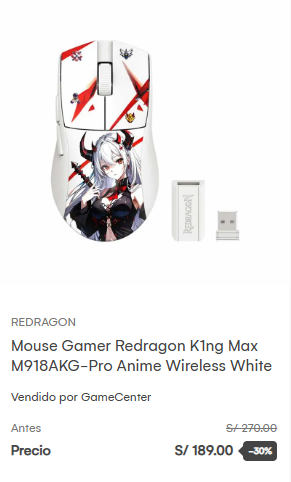 REDRAGON
REDRAGON
Mouse Gamer Redragon K1ng Max
M918AKG-Pro Anime Wireless White
Vendido por GameCenter
Antes S/ 270.00
Precio S/ 189.00 -30%